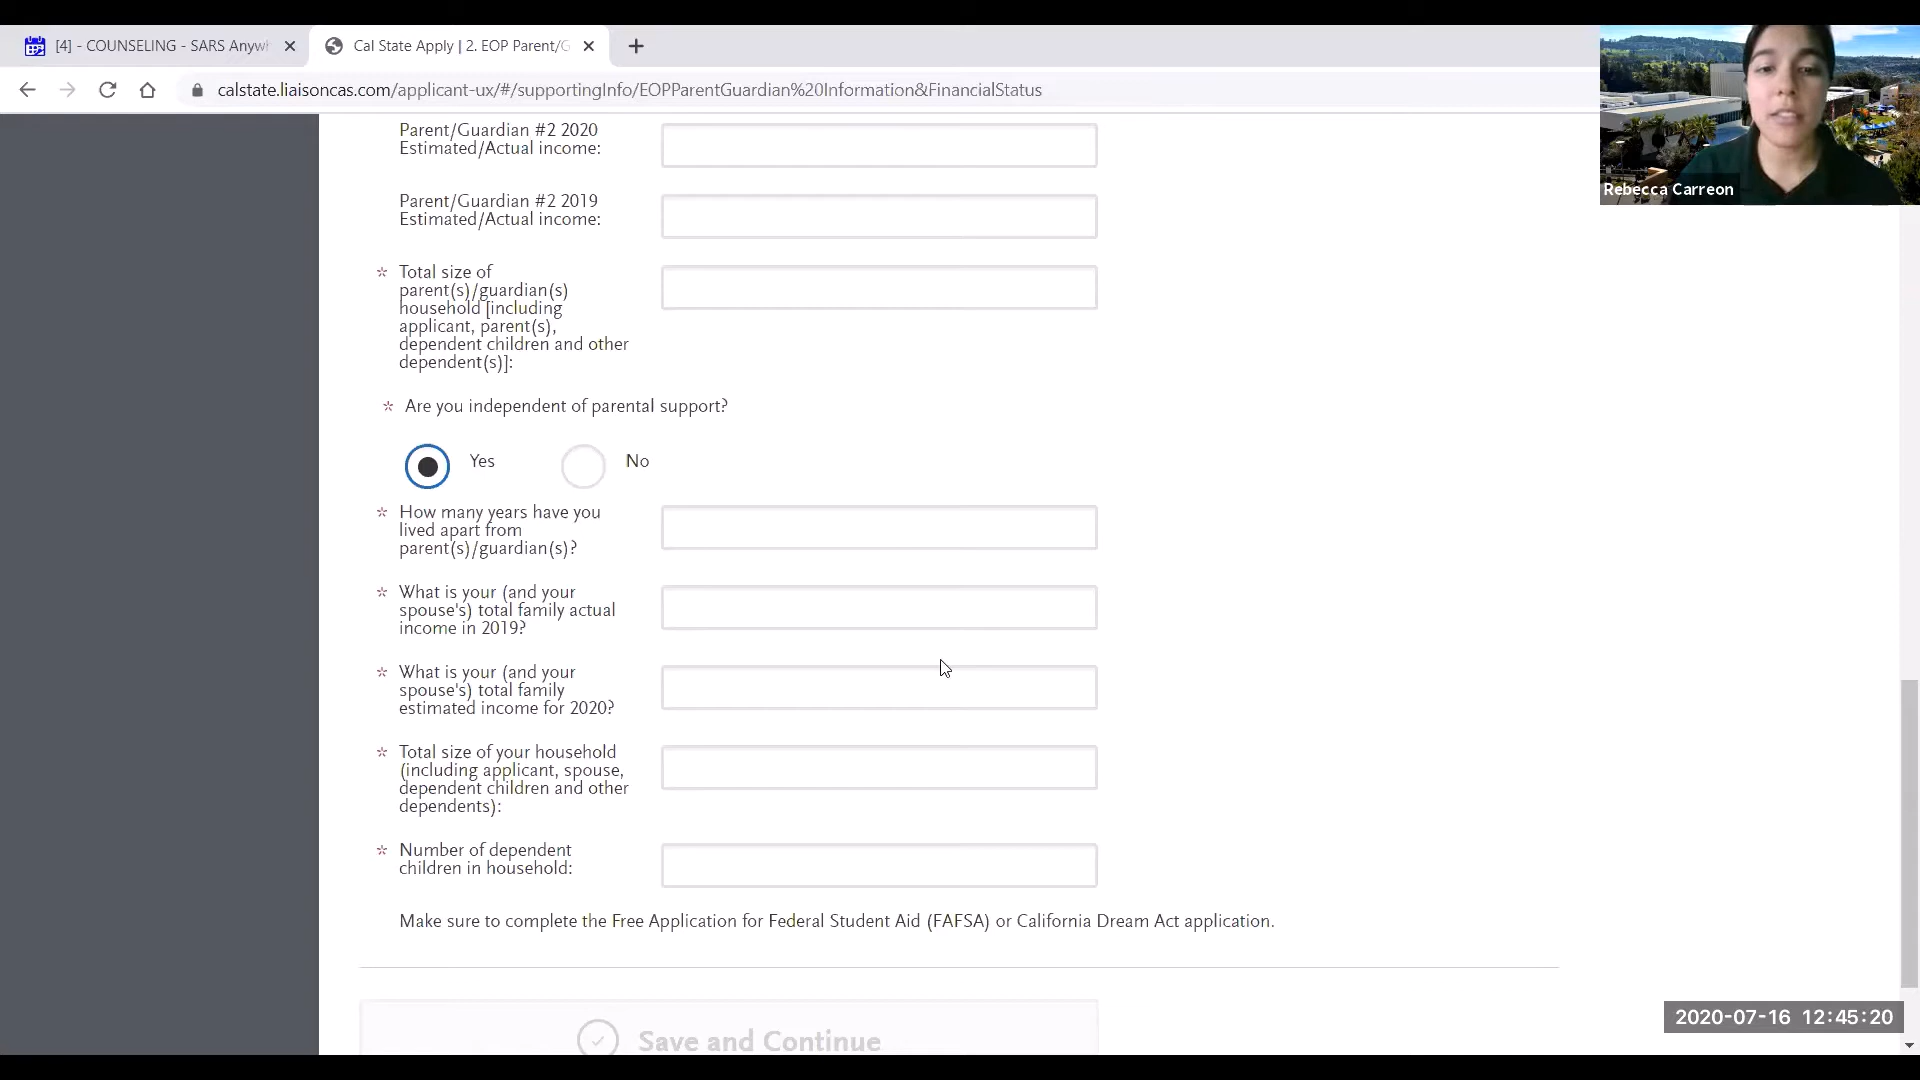 [4] - COUNSELING - SARS Anywh
Cal State Apply | 2. EOP Parent/G
calstate.liaisoncas.com/applicant-ux/#/supportingInfo/EOPParentGuardian%20Information&FinancialStatus
Rebecca Carreon
Parent/Guardian #2 2020
Estimated/Actual income:
Parent/Guardian #2 2019
Estimated/Actual income:
* Total size of
parent(s)/guardian(s)
household [including
applicant, parent(s),
dependent children and other
dependent(s)]:
* Are you independent of parental support?
Yes No
* How many years have you
lived apart from
parent(s)/guardian(s)?
* What is your (and your
spouse's) total family actual
income in 2019?
* What is your (and your
spouse's) total family
estimated income for 2020?
* Total size of your household
(including applicant, spouse,
dependent children and other
dependents):
* Number of dependent
children in household:
Make sure to complete the Free Application for Federal Student Aid (FAFSA) or California Dream Act application.
Save and Continue
2020-07-16 12:45:20